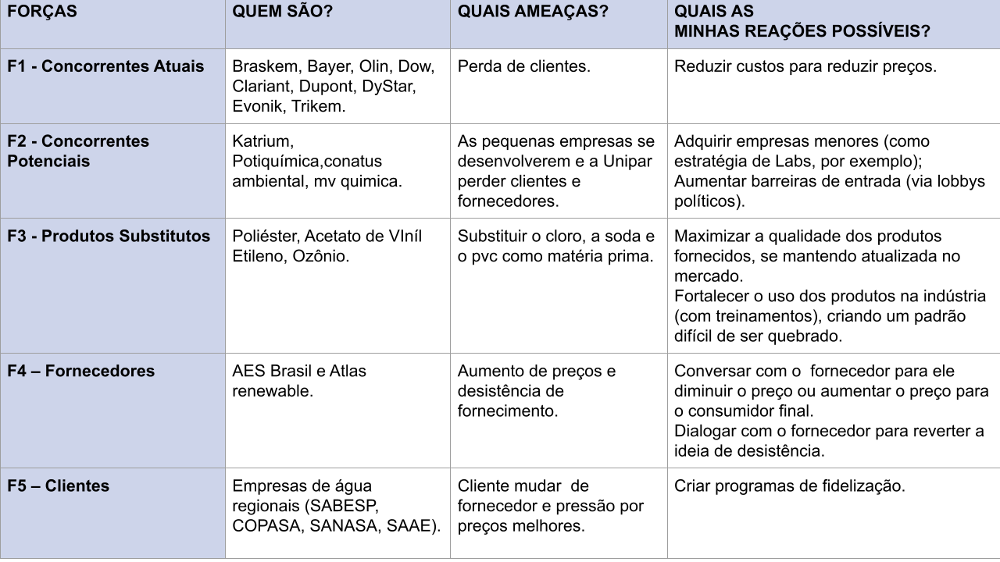 FORÇAS
QUEM SÃO?
QUAIS AMEAÇAS?
QUAIS AS
MINHAS REAÇÕES POSSÍVEIS?
F1 - Concorrentes Atuais
Braskem, Bayer, Olin, Dow,
Clariant, Dupont, DyStar,
Evonik, Trikem.
Perda de clientes.
Reduzir custos para reduzir preços.
F2 - Concorrentes
Potenciais
Katrium,
Potiquímica,conatus
ambiental, mv quimica.
As pequenas empresas se
desenvolverem e a Unipar
perder clientes e
fornecedores.
Adquirir empresas menores (como
estratégia de Labs, por exemplo);
Aumentar barreiras de entrada (via lobbys
políticos).
F3 - Produtos Substitutos
Poliéster, Acetato de VIníl
Etileno, Ozônio.
Substituir o cloro, a soda e
o pvc como matéria prima.
Maximizar a qualidade dos produtos
fornecidos, se mantendo atualizada no
mercado.
Fortalecer o uso dos produtos na indústria
(com treinamentos), criando um padrão
difícil de ser quebrado.
F4 – Fornecedores
AES Brasil e Atlas
renewable.
Aumento de preços e
desistência de
fornecimento.
Conversar com o  fornecedor para ele
diminuir o preço ou aumentar o preço para
o consumidor final.
Dialogar com o fornecedor para reverter a
ideia de desistência.
F5 – Clientes
Empresas de água
regionais (SABESP,
COPASA, SANASA, SAAE).
Cliente mudar  de
fornecedor e pressão por
preços melhores.
Criar programas de fidelização.